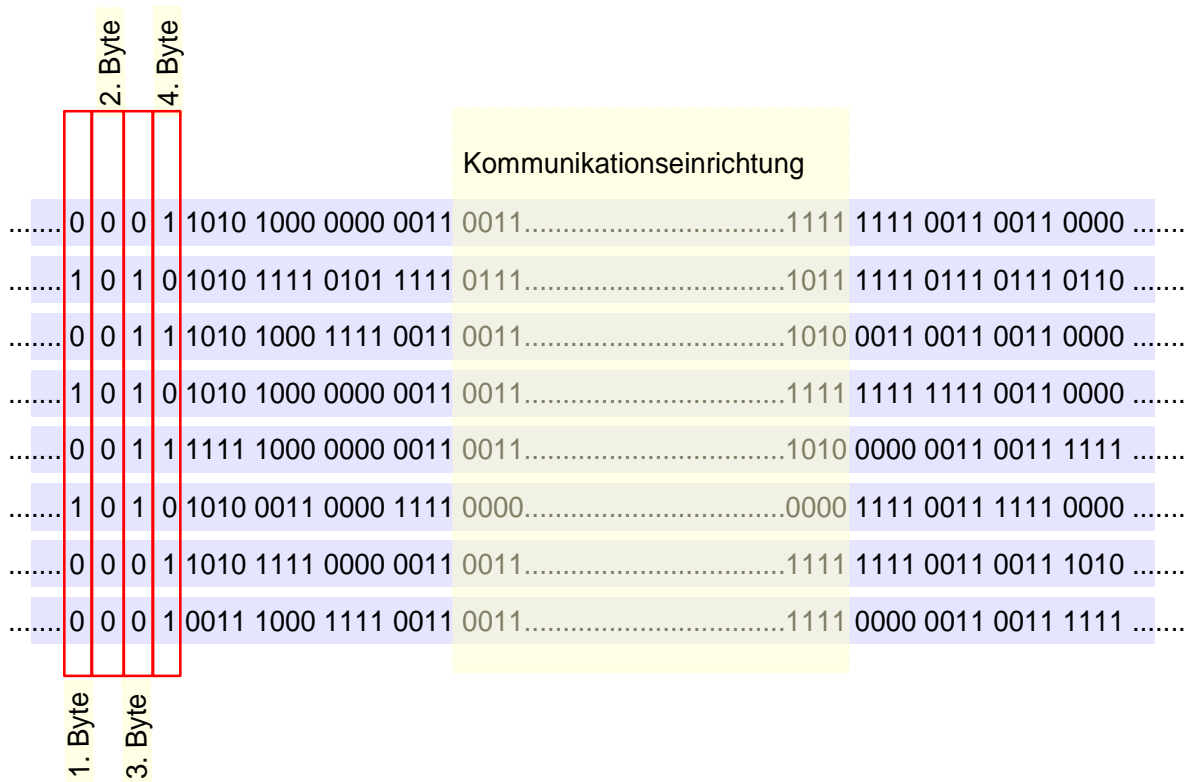 2. Byte
4. Byte
Kommunikationseinrichtung
.......0 0 0 1 1010 1000 0000 0011 0011.................................1111 1111 0011 0011 0000 .......
.......1 0 1 0 1010 1111 0101 1111 0111.................................1011 1111 0111 0111 0110 .......
.......0 0 1 1 1010 1000 1111 0011 0011.................................1010 0011 0011 0011 0000 .......
.......1 0 1 0 1010 1000 0000 0011 0011.................................1111 1111 1111 0011 0000 .......
.......0 0 1 1 1111 1000 0000 0011 0011.................................1010 0000 0011 0011 1111 .......
.......1 0 1 0 1010 0011 0000 1111 0000.................................0000 1111 0011 1111 0000 .......
.......0 0 0 1 1010 1111 0000 0011 0011.................................1111 1111 0011 0011 1010 .......
.......0 0 0 1 0011 1000 1111 0011 0011.................................1111 0000 0011 0011 1111 .......
1. Byte
3. Byte